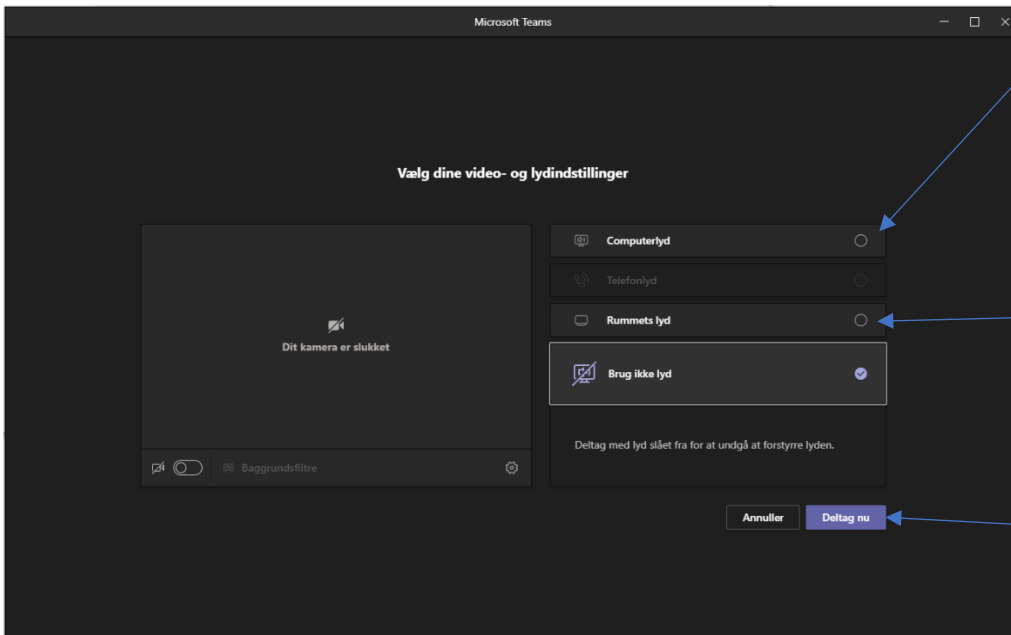 Microsoft Teams
Vælg dine video- og lydindstillinger
Dit kamera er slukket
Baggrundsfiltre
Computerlyd
Telefonlyd
Rummets lyd
Brug ikke lyd
Deltag med lyd slået fra for at undgå at forstyrre lyden.
Annuller
Deltag nu